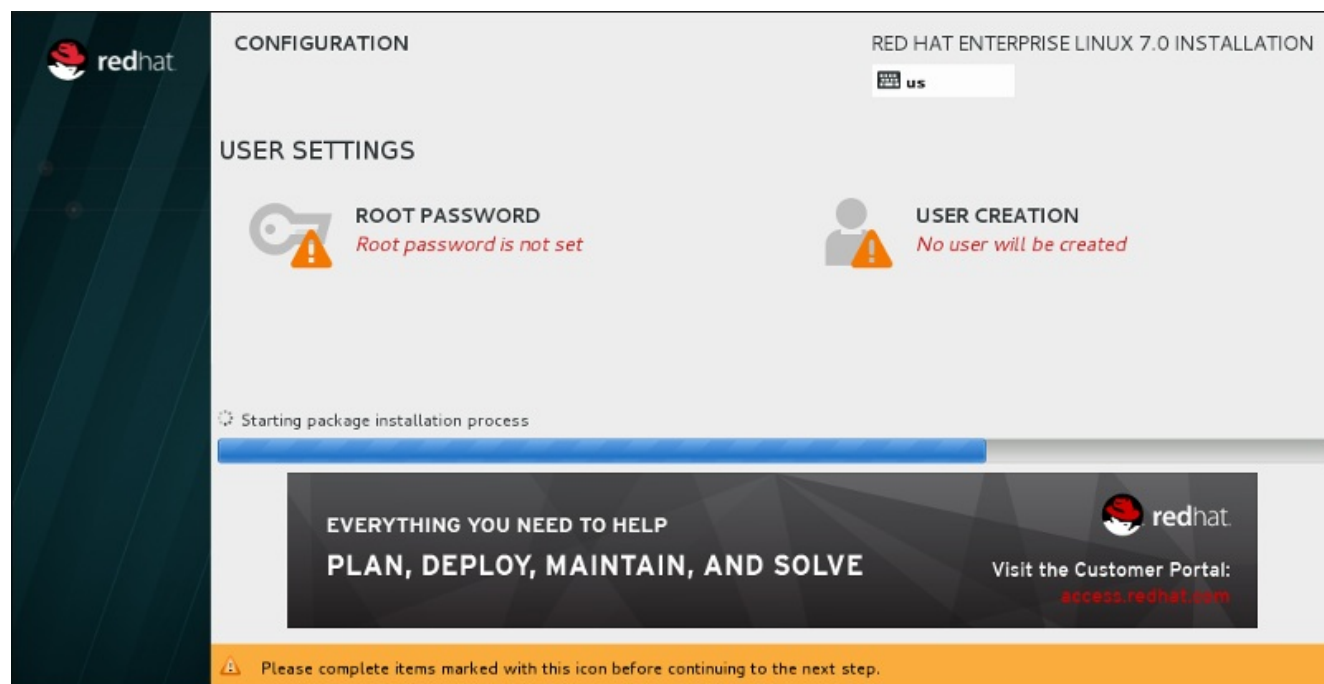 redhat.
CONFIGURATION
RED HAT ENTERPRISE LINUX 7.0 INSTALLATION
us
USER SETTINGS
ROOT PASSWORD
Root password is not set
USER CREATION
No user will be created
Starting package installation process
EVERYTHING YOU NEED TO HELP
PLAN, DEPLOY, MAINTAIN, AND SOLVE
redhat.
Visit the Customer Portal:
access.redhat.com
Please complete items marked with this icon before continuing to the next step.